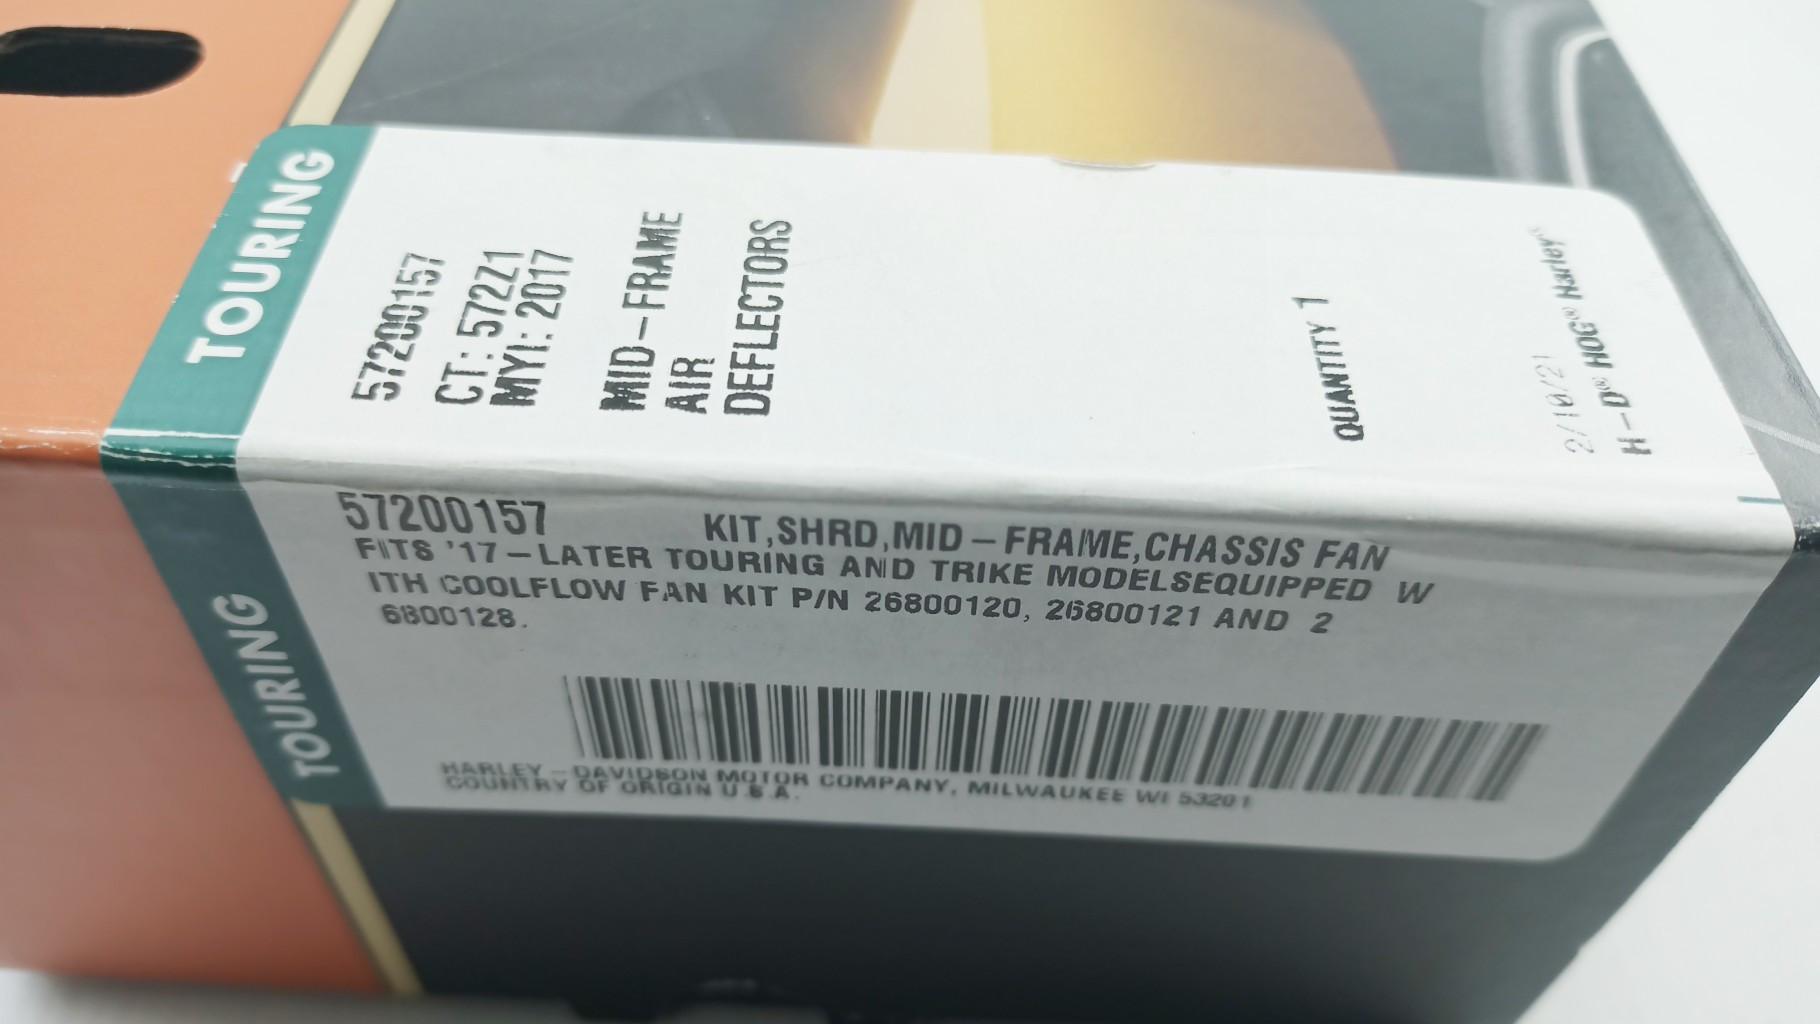 TOURING
57200157
CT: 572Z1
MYI: 2017
MID-FRAME
AIR
DEFLECTORS
QUANTITY 1
2/10/21
H-D® HOG® Harley®
TOURING
57200157 KIT,SHRD,MID-FRAME,CHASSIS FAN
FITS '17-LATER TOURING AND TRIKE MODELSEQUIPPED W
ITH COOLFLOW FAN KIT P/N 26800120, 26800121 AND 2
6800128.
HARLEY-DAVIDSON MOTOR COMPANY, MILWAUKEE WI 53201
COUNTRY OF ORIGIN U.S.A.